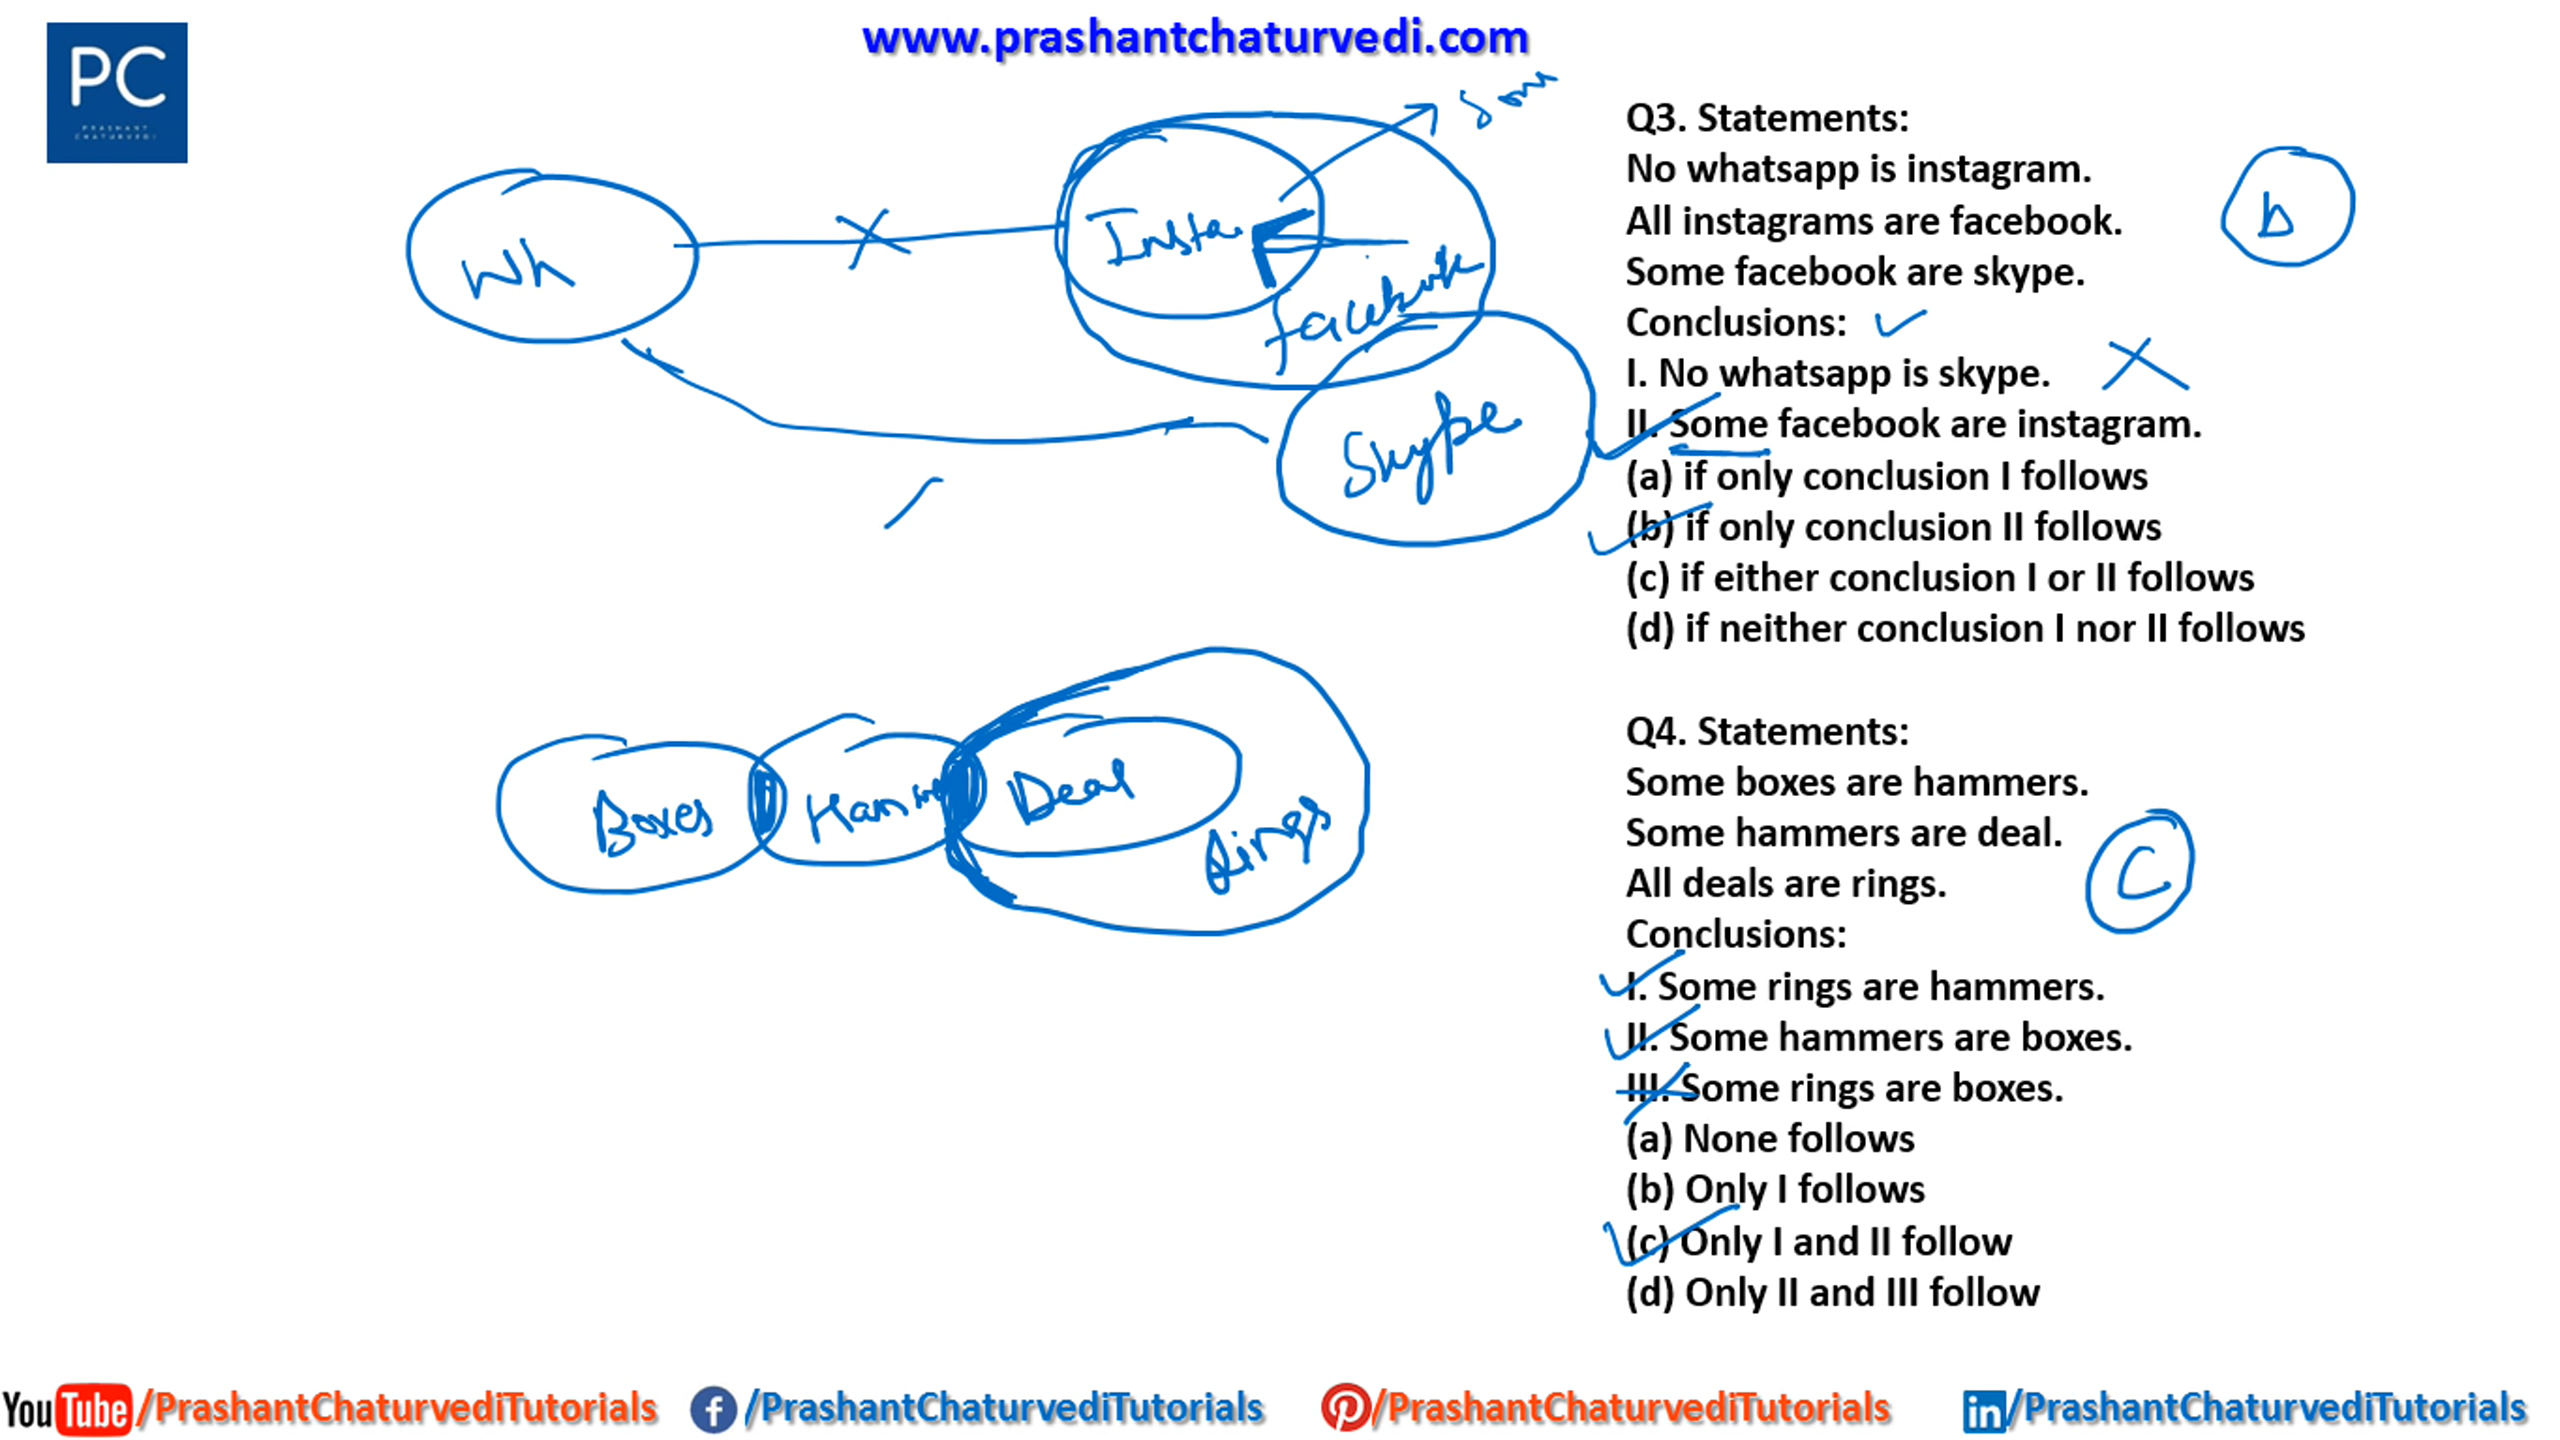 www.prashantchaturvedi.com
PC
PRASHANT
CHATURVEDI
Some
Wh
Insta
facebook
Skype
Q3. Statements:
No whatsapp is instagram.
All instagrams are facebook.
Some facebook are skype.
b
Conclusions:
I. No whatsapp is skype.
II. Some facebook are instagram.
(a) if only conclusion I follows
(b) if only conclusion II follows
(c) if either conclusion I or II follows
(d) if neither conclusion I nor II follows
Boxes
Deal
Rings
Q4. Statements:
Some boxes are hammers.
Some hammers are deal.
All deals are rings.
C
Conclusions:
I. Some rings are hammers.
II. Some hammers are boxes.
III. Some rings are boxes.
(a) None follows
(b) Only I follows
(c) Only I and II follow
(d) Only II and III follow
YouTube/PrashantChaturvediTutorials
f/PrashantChaturvediTutorials
/PrashantChaturvediTutorials
in/PrashantChaturvediTutorials